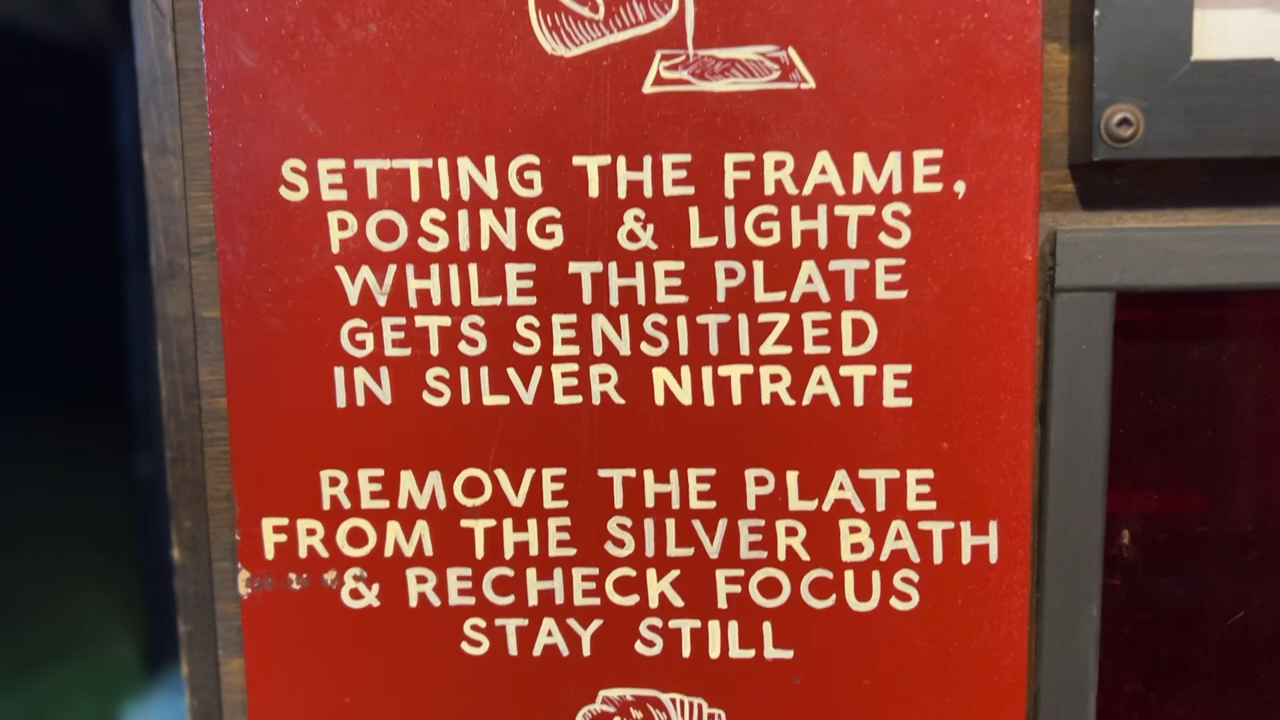 SETTING THE FRAME,
POSING & LIGHTS
WHILE THE PLATE
GETS SENSITIZED
IN SILVER NITRATE
REMOVE THE PLATE
FROM THE SILVER BATH
& RECHECK FOCUS
STAY STILL